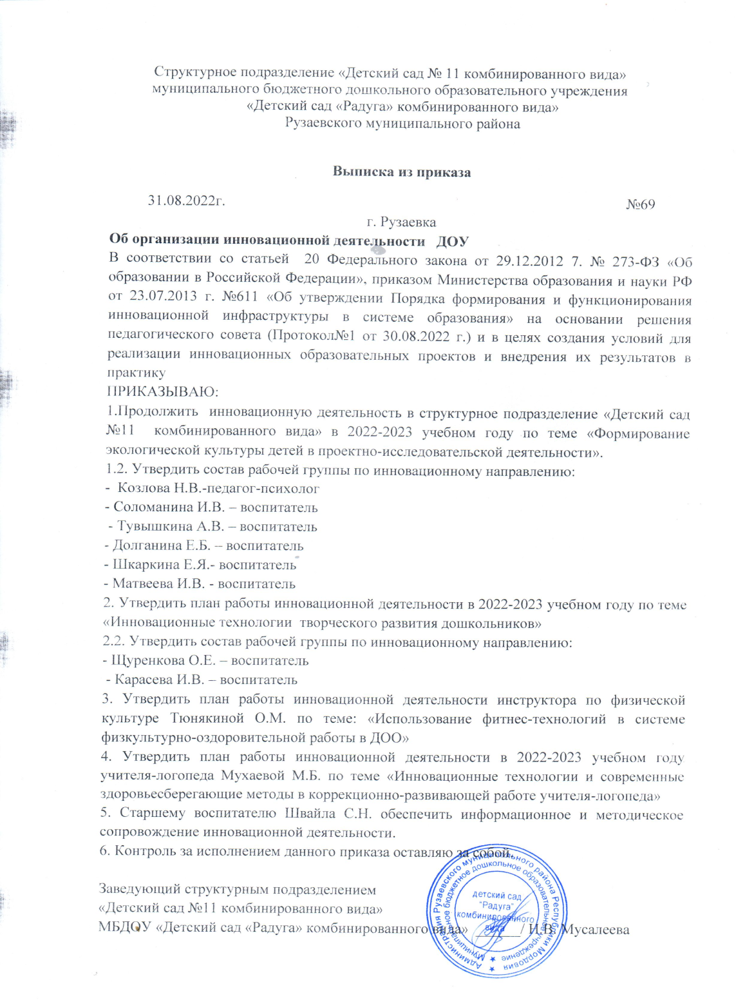 Структурное подразделение «Детский сад № 11 комбинированного вида»
муниципального бюджетного дошкольного образовательного учреждения
«Детский сад «Радуга» комбинированного вида»
Рузаевского муниципального района
Выписка из приказа
31.08.2022г.
№69
г. Рузаевка
Об организации инновационной деятельности ДОУ
В соответствии со статьей 20 Федерального закона от 29.12.2012 7. № 273-ФЗ «Об
образовании в Российской Федерации», приказом Министерства образования и науки РФ
от 23.07.2013 г. №611 «Об утверждении Порядка формирования и функционирования
инновационной инфраструктуры в системе образования» на основании решения
педагогического совета (Протокол№1 от 30.08.2022 г.) и в целях создания условий для
реализации инновационных образовательных проектов и внедрения их результатов в
практику
ПРИКАЗЫВАЮ:
1.Продолжить инновационную деятельность в структурное подразделение «Детский сад
№11 комбинированного вида» в 2022-2023 учебном году по теме «Формирование
экологической культуры детей в проектно-исследовательской деятельности».
1.2. Утвердить состав рабочей группы по инновационному направлению:
- Козлова Н.В.-педагог-психолог
- Соломанина И.В. – воспитатель
- Тувышкина А.В. – воспитатель
- Долганина Е.Б. – воспитатель
- Шкаркина Е.Я.- воспитатель
- Матвеева И.В. - воспитатель
2. Утвердить план работы инновационной деятельности в 2022-2023 учебном году по теме
«Инновационные технологии творческого развития дошкольников»
2.2. Утвердить состав рабочей группы по инновационному направлению:
- Щуренкова О.Е. – воспитатель
- Карасева И.В. – воспитатель
3. Утвердить план работы инновационной деятельности инструктора по физической
культуре Тюнякиной О.М. по теме: «Использование фитнес-технологий в системе
физкультурно-оздоровительной работы в ДОО»
4. Утвердить план работы инновационной деятельности в 2022-2023 учебном году
учителя-логопеда Мухаевой М.Б. по теме «Инновационные технологии и современные
здоровьесберегающие методы в коррекционно-развивающей работе учителя-логопеда»
5. Старшему воспитателю Швайла С.Н. обеспечить информационное и методическое
сопровождение инновационной деятельности.
6. Контроль за исполнением данного приказа оставляю за собой.
Заведующий структурным подразделением
«Детский сад №11 комбинированного вида»
МБДОУ «Детский сад «Радуга» комбинированного вида» ______/ И.В. Мусалеева
Администрация Рузаевского муниципального района Республики Мордовия
Муниципальное бюджетное дошкольное образовательное учреждение
детский сад
"Радуга"
комбинированного
вида